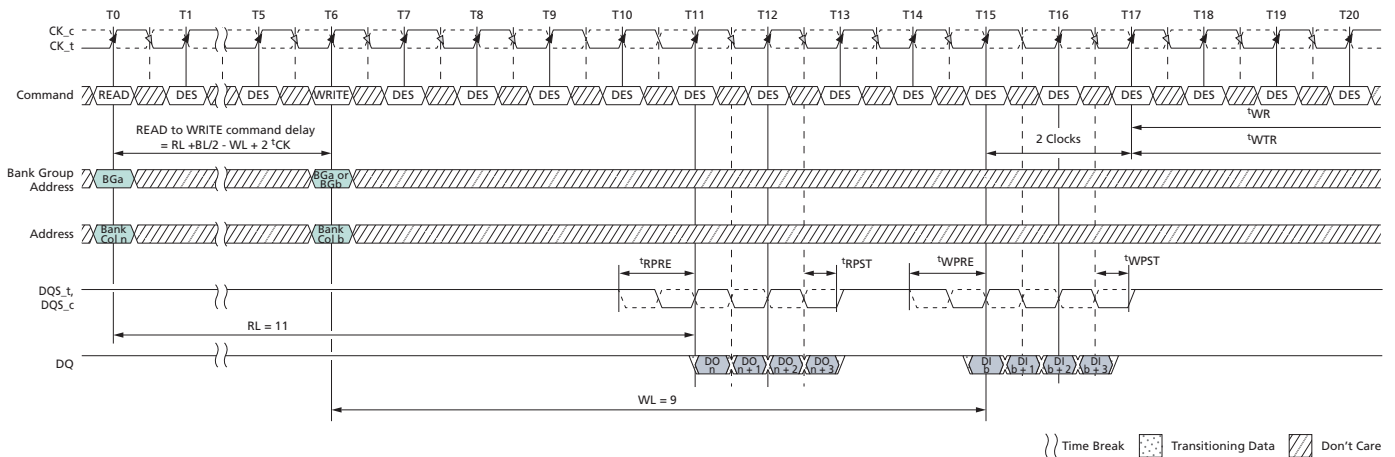 T0 T1 T5 T6 T7 T8 T9 T10 T11 T12 T13 T14 T15 T16 T17 T18 T19 T20
CK_c
CK_t
Command READ DES DES WRITE DES DES DES DES DES DES DES DES DES DES DES DES DES DES
tWR
READ to WRITE command delay
= RL +BL/2 - WL + 2 tCK
2 Clocks
tWTR
Bank Group
Address
BGa
BGa or
BGb
Address
Bank
Col n
Bank
Col b
tRPRE tRPST tWPRE tWPST
DQS_t,
DQS_c
RL = 11
DQ
DO
n
DO
n + 1
DO
n + 2
DO
n + 3
DI
b
DI
b + 1
DI
b + 2
DI
b + 3
WL = 9
Time Break Transitioning Data Don't Care